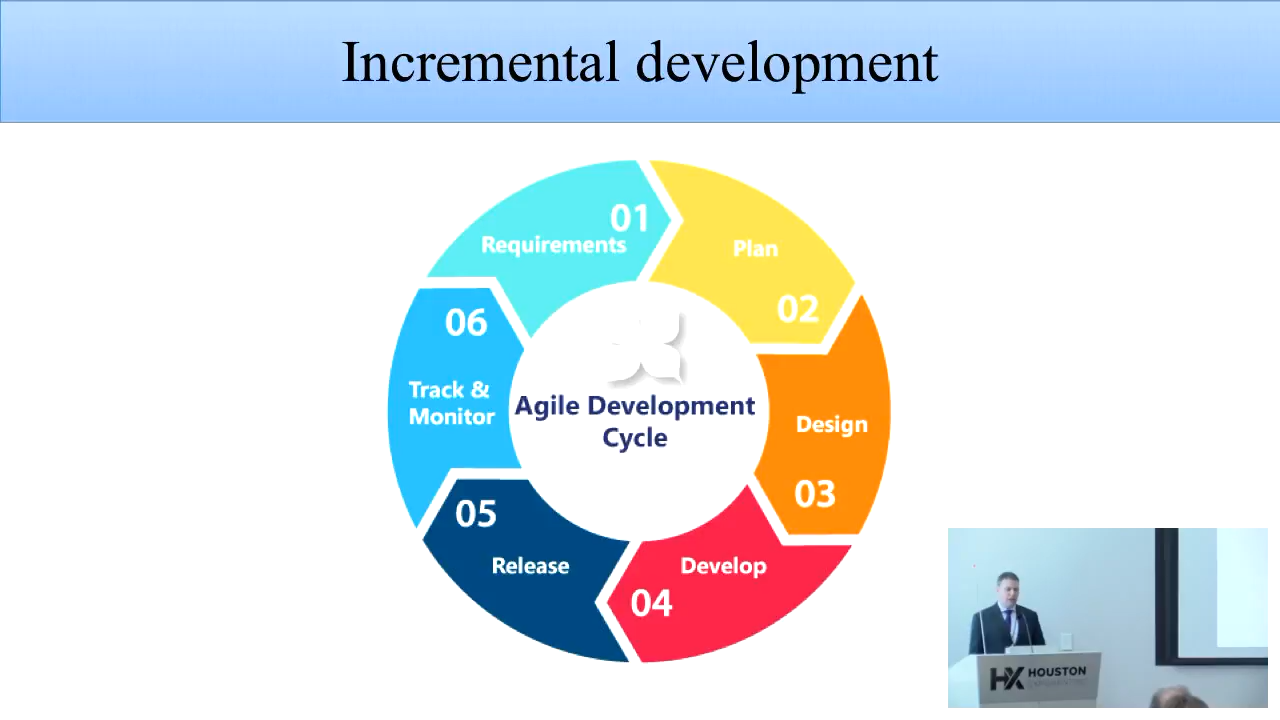 Incremental development
01
Requirements
Plan
02
Design
03
Develop
04
05
Release
06
Track &
Monitor
Agile Development
Cycle
HX HOUSTON